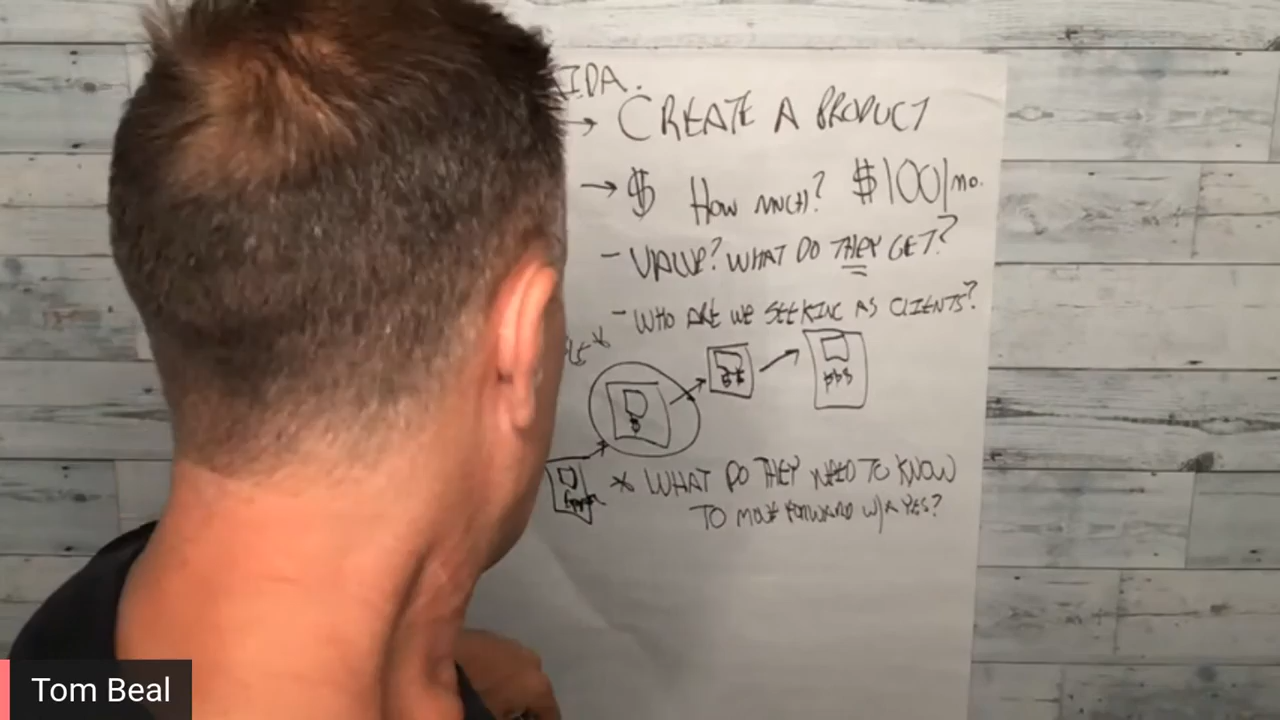 IDA.
→ CREATE A PRODUCT
→ $ HOW MUCH? $100/mo.
- VALUE? WHAT DO THEY GET?
- WHO ARE WE SEEKING AS CLIENTS?
$$$
* WHAT DO THEY NEED TO KNOW
TO MOVE FORWARD W/A YES?
Tom Beal